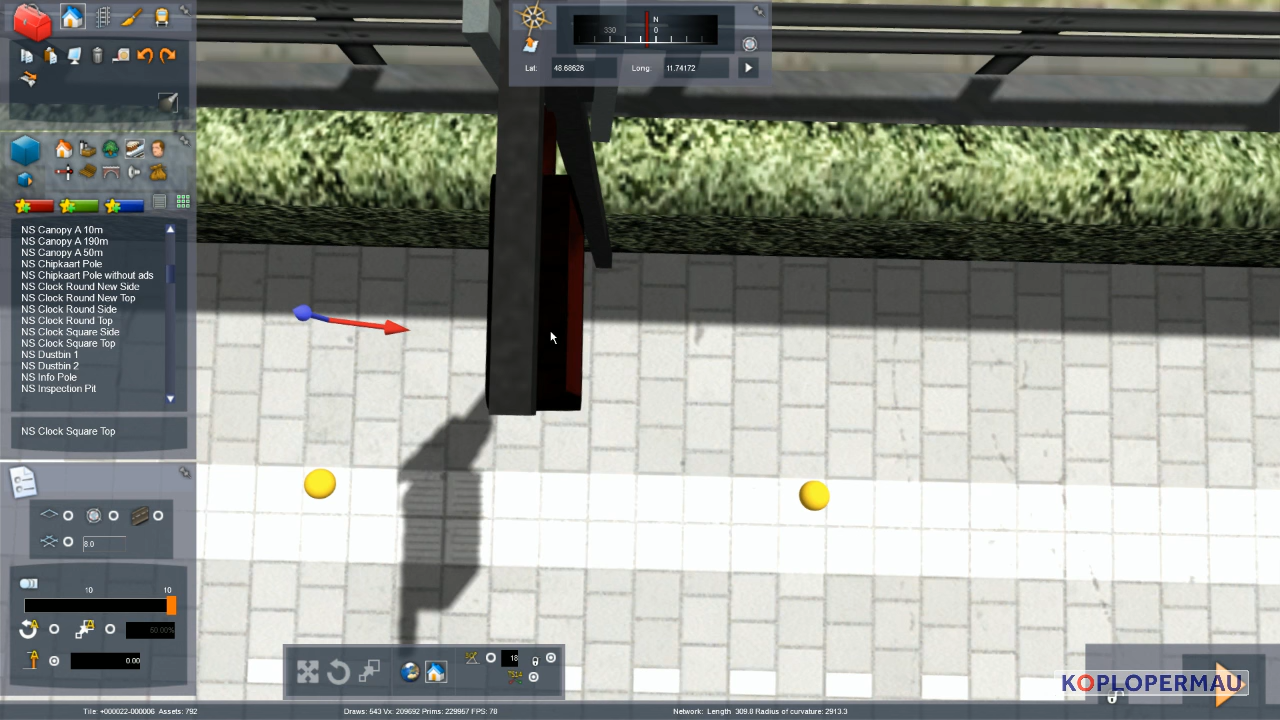 N
330
0
Lat:
48.68626
Long:
11.74172
NS Canopy A 10m
NS Canopy A 190m
NS Canopy A 50m
NS Chipkaart Pole
NS Chipkaart Pole without ads
NS Clock Round New Side
NS Clock Round New Top
NS Clock Round Side
NS Clock Round Top
NS Clock Square Side
NS Clock Square Top
NS Dustbin 1
NS Dustbin 2
NS Info Pole
NS Inspection Pit
NS Clock Square Top
8.0
10
10
50.00%
0.00
18
KOPLOPERMAU
Tile: +000022-000006 Assets: 792
Draws: 543 Vx: 209692 Prims: 229957 FPS: 78
Network: Length 309.8 Radius of curvature: 2913.3